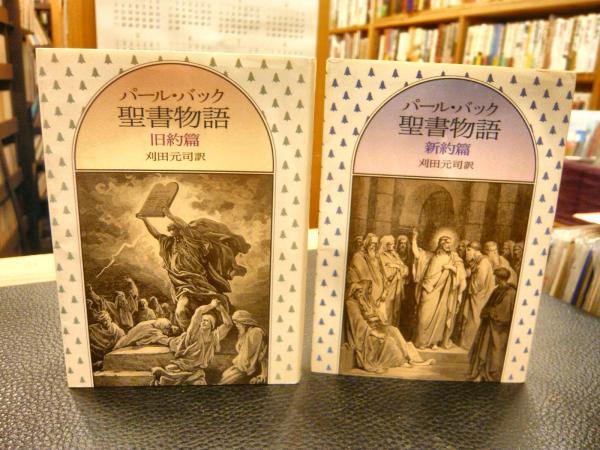 パール・バック
聖書物語
旧約篇
刈田元司訳
パール・バック
聖書物語
新約篇
刈田元司訳